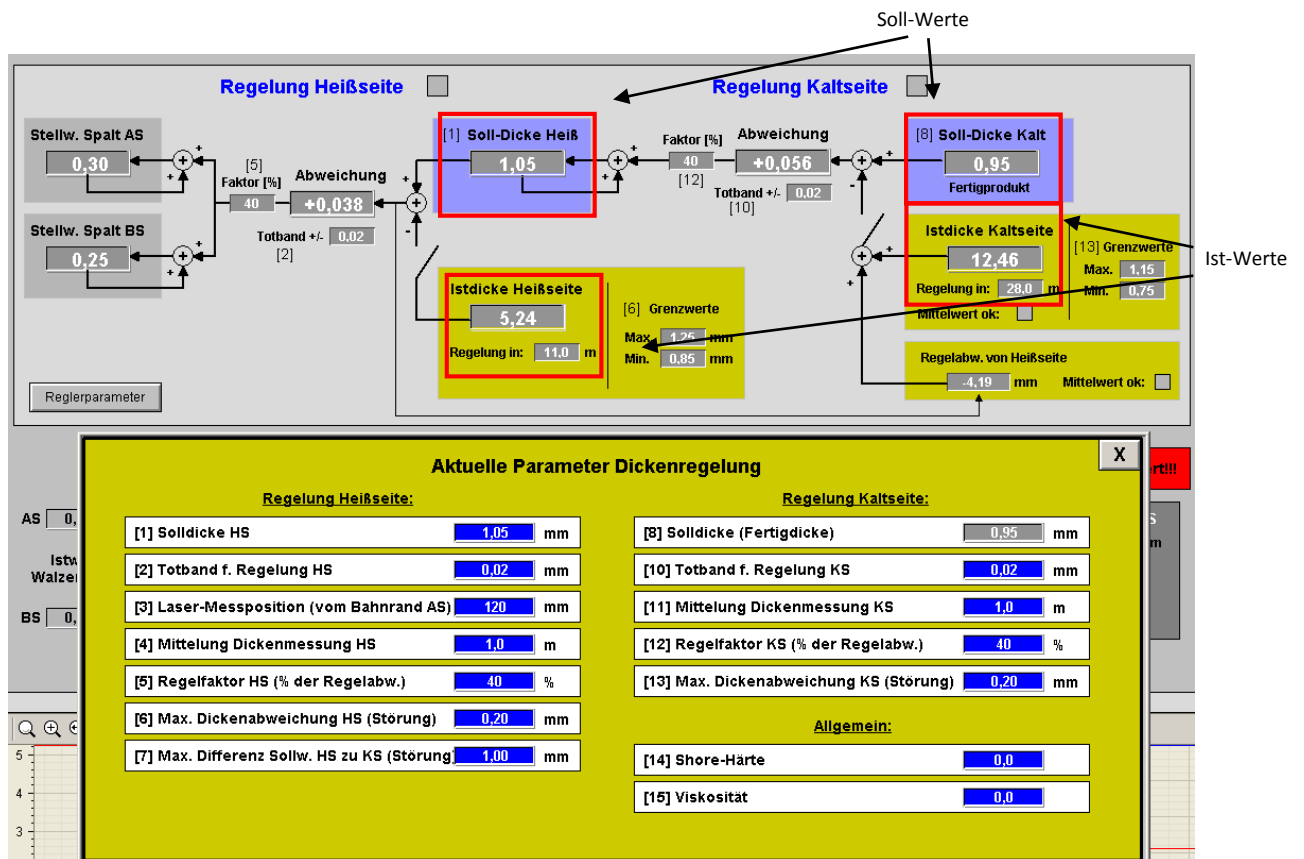 Soll-Werte
Regelung Heißseite
Regelung Kaltseite
Stellw. Spalt AS
0,30
[5]
Faktor [%]
40
Abweichung
+0,038
Totband +/- 0,02
[2]
Stellw. Spalt BS
0,25
[1] Soll-Dicke Heiß
1,05
Faktor [%]
40
[12]
Abweichung
+0,056
Totband +/- 0,02
[10]
[8] Soll-Dicke Kalt
0,95
Fertigprodukt
Istdicke Kaltseite
12,46
Regelung in: 28,0 m
Mittelwert ok:
[13] Grenzwerte
Max. 1,15
Min. 0,75
Ist-Werte
Istdicke Heißseite
5,24
Regelung in: 11,0 m
[6] Grenzwerte
Max. 1,25 mm
Min. 0,85 mm
Regelabw. von Heißseite
-4,19 mm Mittelwert ok:
Reglerparameter
Aktuelle Parameter Dickenregelung
X
Regelung Heißseite:
[1] Solldicke HS 1,05 mm
[2] Totband f. Regelung HS 0,02 mm
[3] Laser-Messposition (vom Bahnrand AS) 120 mm
[4] Mittelung Dickenmessung HS 1,0 m
[5] Regelfaktor HS (% der Regelabw.) 40 %
[6] Max. Dickenabweichung HS (Störung) 0,20 mm
[7] Max. Differenz Sollw. HS zu KS (Störung 1,00 mm
Regelung Kaltseite:
[8] Solldicke (Fertigdicke) 0,95 mm
[10] Totband f. Regelung KS 0,02 mm
[11] Mittelung Dickenmessung KS 1,0 m
[12] Regelfaktor KS (% der Regelabw.) 40 %
[13] Max. Dickenabweichung KS (Störung) 0,20 mm
Allgemein:
[14] Shore-Härte 0,0
[15] Viskosität 0,0
AS 0,
Istw
Walze
BS 0,
rt!!!
S
m
5
4
3